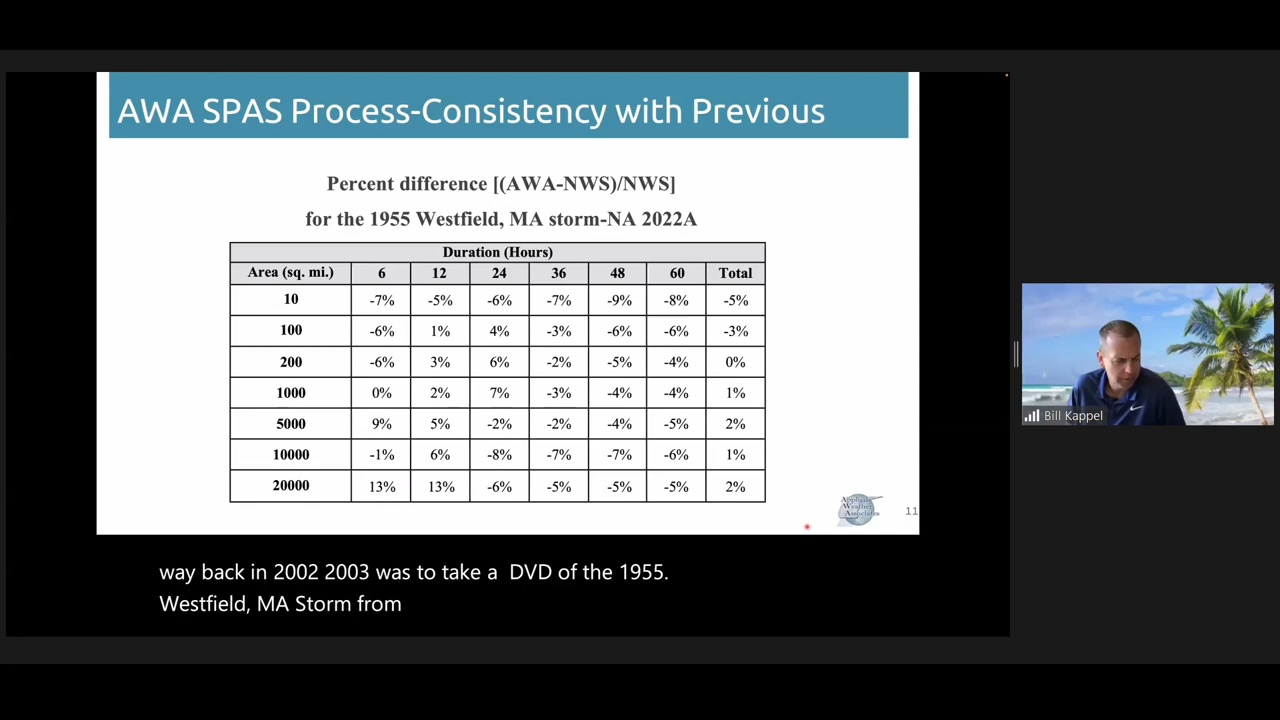 AWA SPAS Process-Consistency with Previous
Percent difference [(AWA-NWS)/NWS]
for the 1955 Westfield, MA storm-NA 2022A
Duration (Hours)
Area (sq. mi.) 6 12 24 36 48 60 Total
10 -7% -5% -6% -7% -9% -8% -5%
100 -6% 1% 4% -3% -6% -6% -3%
200 -6% 3% 6% -2% -5% -4% 0%
1000 0% 2% 7% -3% -4% -4% 1%
5000 9% 5% -2% -2% -4% -5% 2%
10000 -1% 6% -8% -7% -7% -6% 1%
20000 13% 13% -6% -5% -5% -5% 2%
Applied
Weather
Associates
11
way back in 2002 2003 was to take a DVD of the 1955.
Westfield, MA Storm from
Bill Kappel